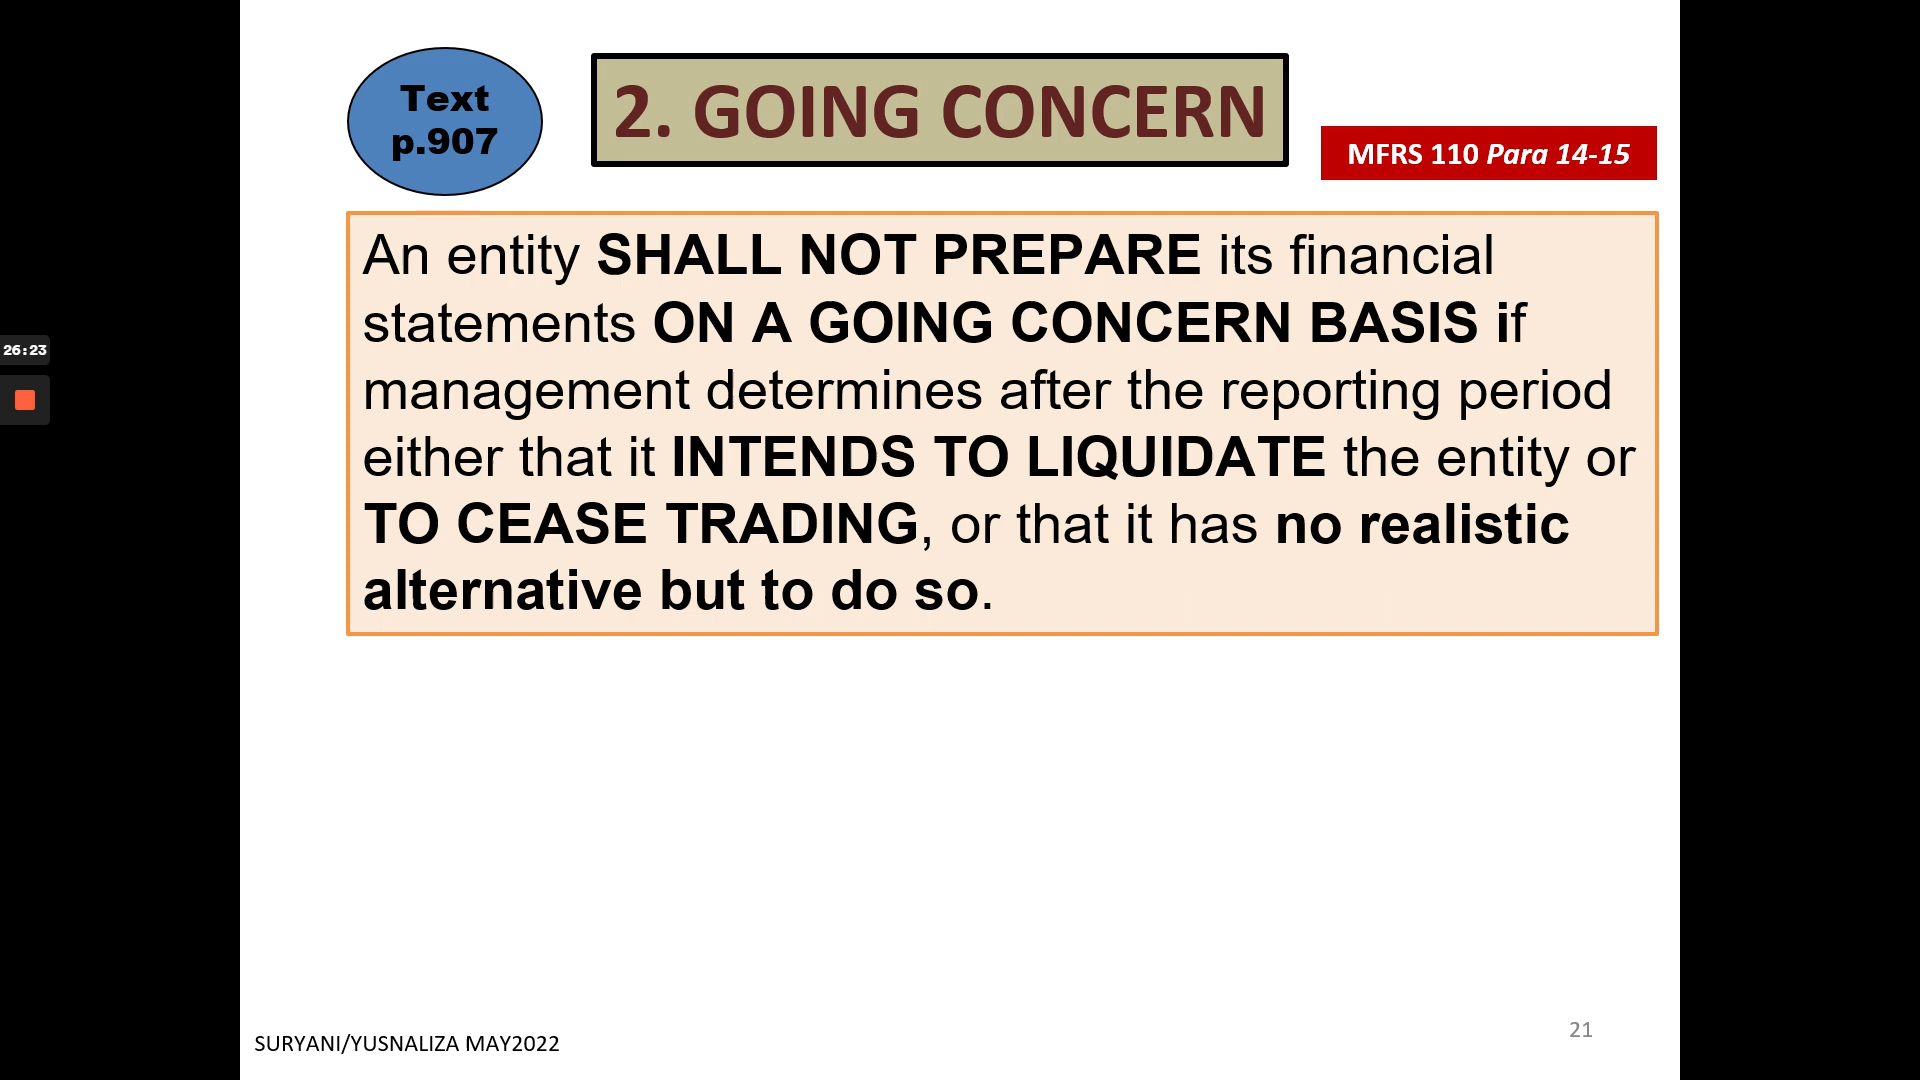 Text
p.907
2. GOING CONCERN
MFRS 110 Para 14-15
An entity SHALL NOT PREPARE its financial
statements ON A GOING CONCERN BASIS if
management determines after the reporting period
either that it INTENDS TO LIQUIDATE the entity or
TO CEASE TRADING, or that it has no realistic
alternative but to do so.
26:23
SURYANI/YUSNALIZA MAY2022
21